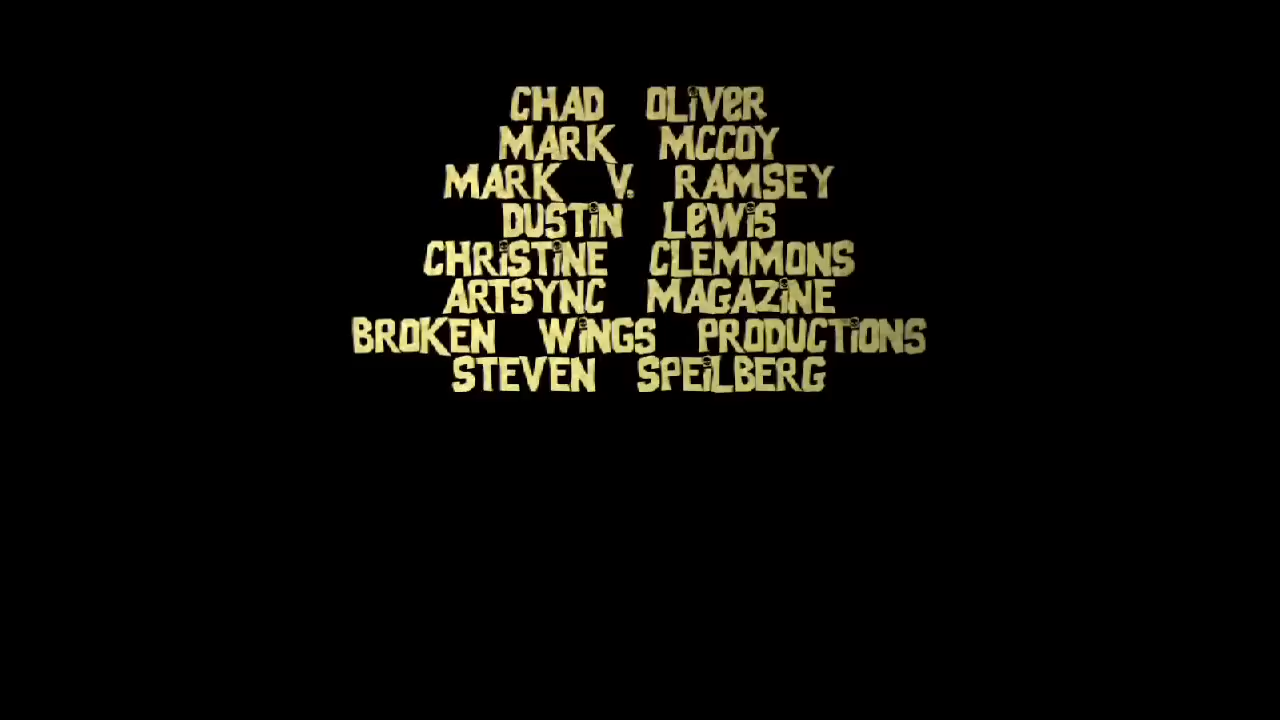 CHAD OLiVeR
MARK MCCOY
MARK V. RAMSEY
DUSTiN LeWiS
CHRiSTiNE CLEMMONS
ARTSYNC MAGAZiNE
BROKEN WiNGS PRODUCTiONS
STEVEN SPEiLBERG